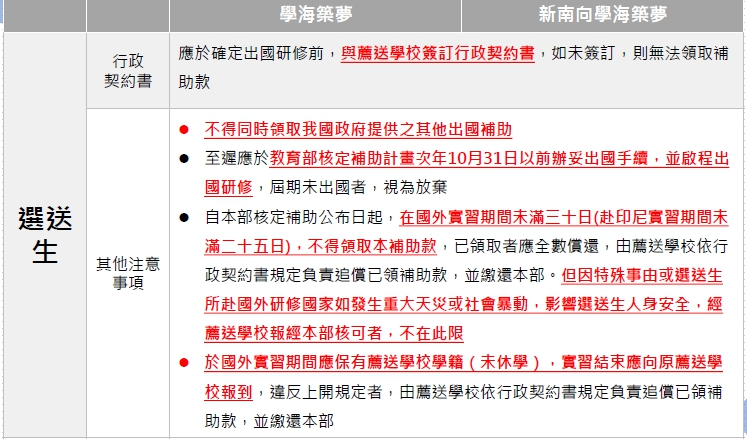 學海築夢 新南向學海築夢
選送
生
行政
契約書
應於確定出國研修前，與薦送學校簽訂行政契約書，如未簽訂，則無法領取補
助款
其他注意
事項
● 不得同時領取我國政府提供之其他出國補助
● 至遲應於教育部核定補助計畫次年10月31日以前辦妥出國手續，並啟程出
國研修，屆期未出國者，視為放棄
● 自本部核定補助公布日起，在國外實習期間未滿三十日(赴印尼實習期間未
滿二十五日)，不得領取本補助款，已領取者應全數償還，由薦送學校依行
政契約書規定負責追償已領補助款，並繳還本部。但因特殊事由或選送生
所赴國外研修國家如發生重大天災或社會暴動，影響選送生人身安全，經
薦送學校報經本部核可者，不在此限
● 於國外實習期間應保有薦送學校學籍（未休學），實習結束應向原薦送學
校報到，違反上開規定者，由薦送學校依行政契約書規定負責追償已領補
助款，並繳還本部